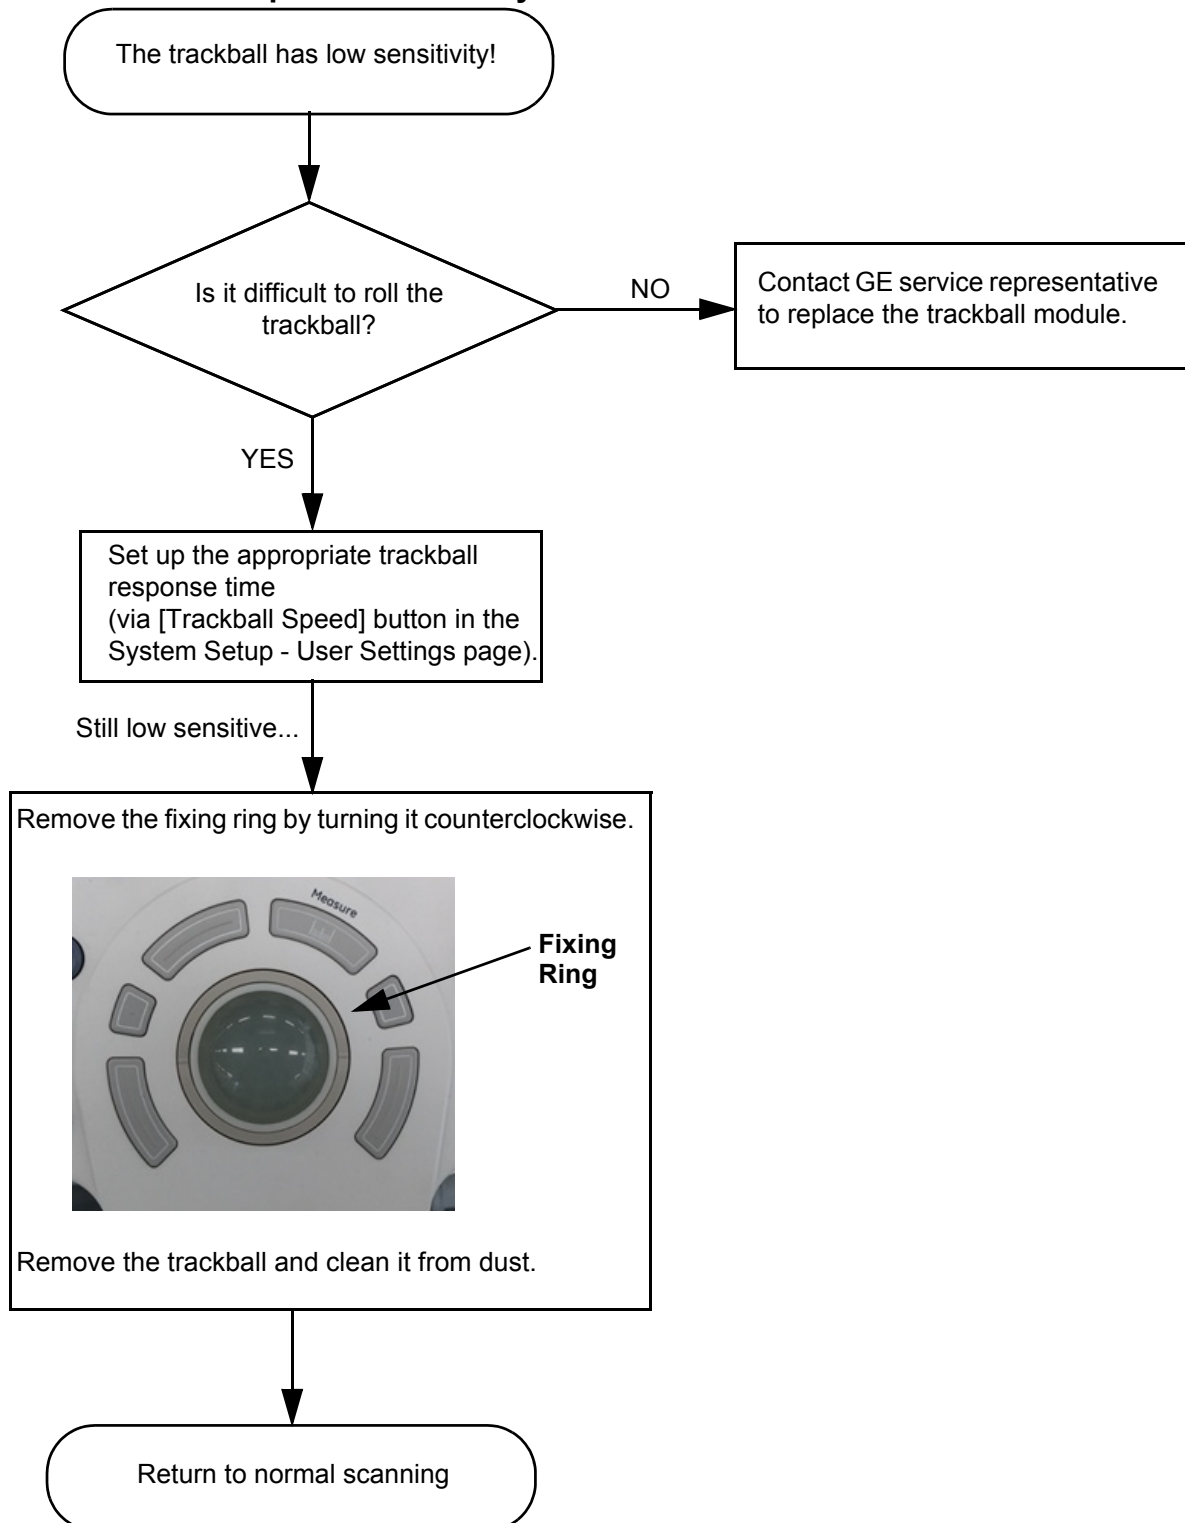 The trackball has low sensitivity!
Is it difficult to roll the
trackball?
NO
Contact GE service representative
to replace the trackball module.
YES
Set up the appropriate trackball
response time
(via [Trackball Speed] button in the
System Setup - User Settings page).
Still low sensitive...
Remove the fixing ring by turning it counterclockwise.
Measure
Fixing
Ring
Remove the trackball and clean it from dust.
Return to normal scanning